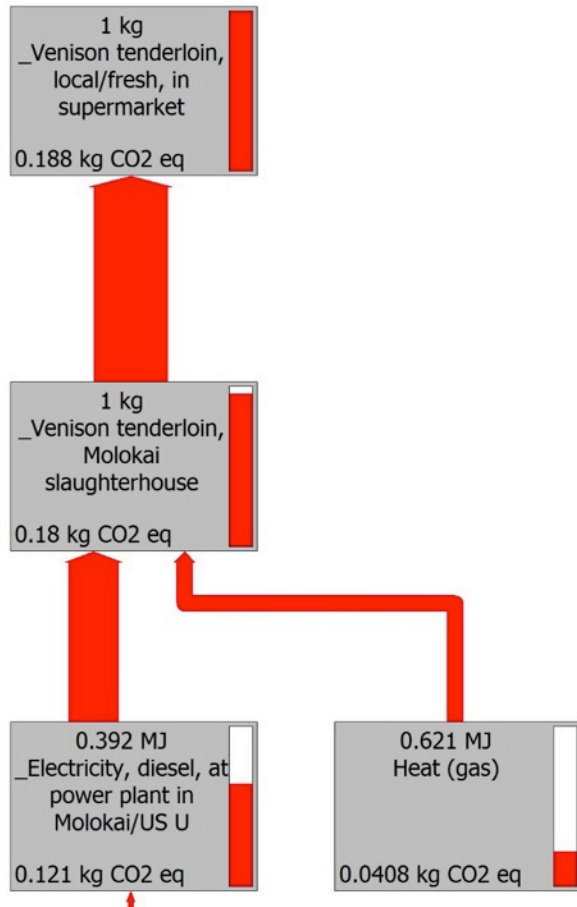 1 kg
_Venison tenderloin,
local/fresh, in
supermarket
0.188 kg CO2 eq
1 kg
_Venison tenderloin,
Molokai
slaughterhouse
0.18 kg CO2 eq
0.392 MJ
_Electricity, diesel, at
power plant in
Molokai/US U
0.121 kg CO2 eq
0.621 MJ
Heat (gas)
0.0408 kg CO2 eq